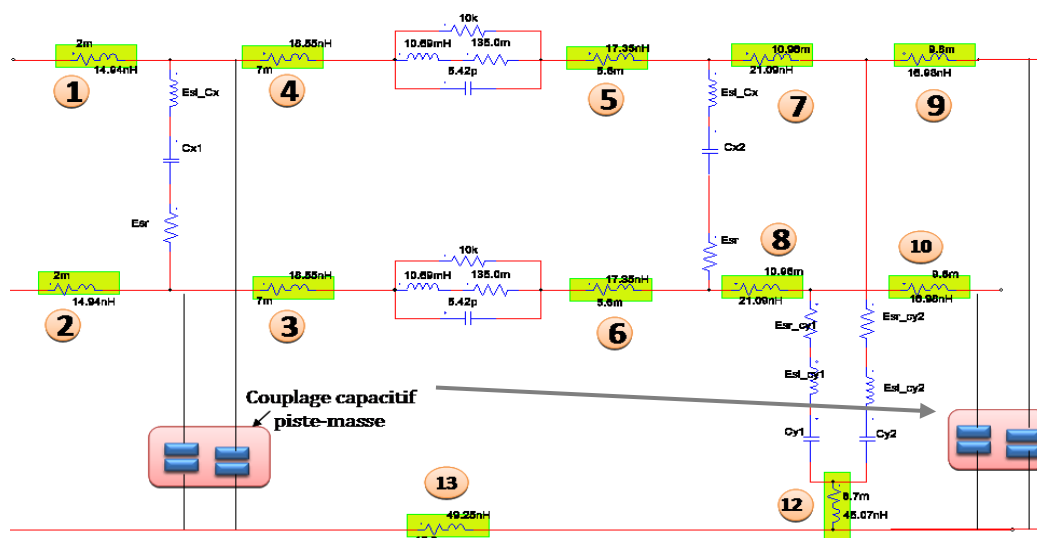 10k
2m
18.55nH
10.69mH
135.0m
17.35nH
10.96m
9.6m
14.94nH
7m
5.42p
5.6m
21.09nH
16.98nH
1
4
5
7
9
Esl_Cx
Esl_Cx
Cx1
Cx2
Esr
Esr
8
10
10k
2m
18.55nH
10.69mH
135.0m
17.35nH
10.96m
9.6m
14.94nH
7m
5.42p
5.6m
21.09nH
16.98nH
2
3
6
Esr_cy1
Esr_cy2
Esl_cy1
Esl_cy2
Couplage capacitif
piste-masse
Cy1
Cy2
13
12
6.7m
45.07nH
49.25nH